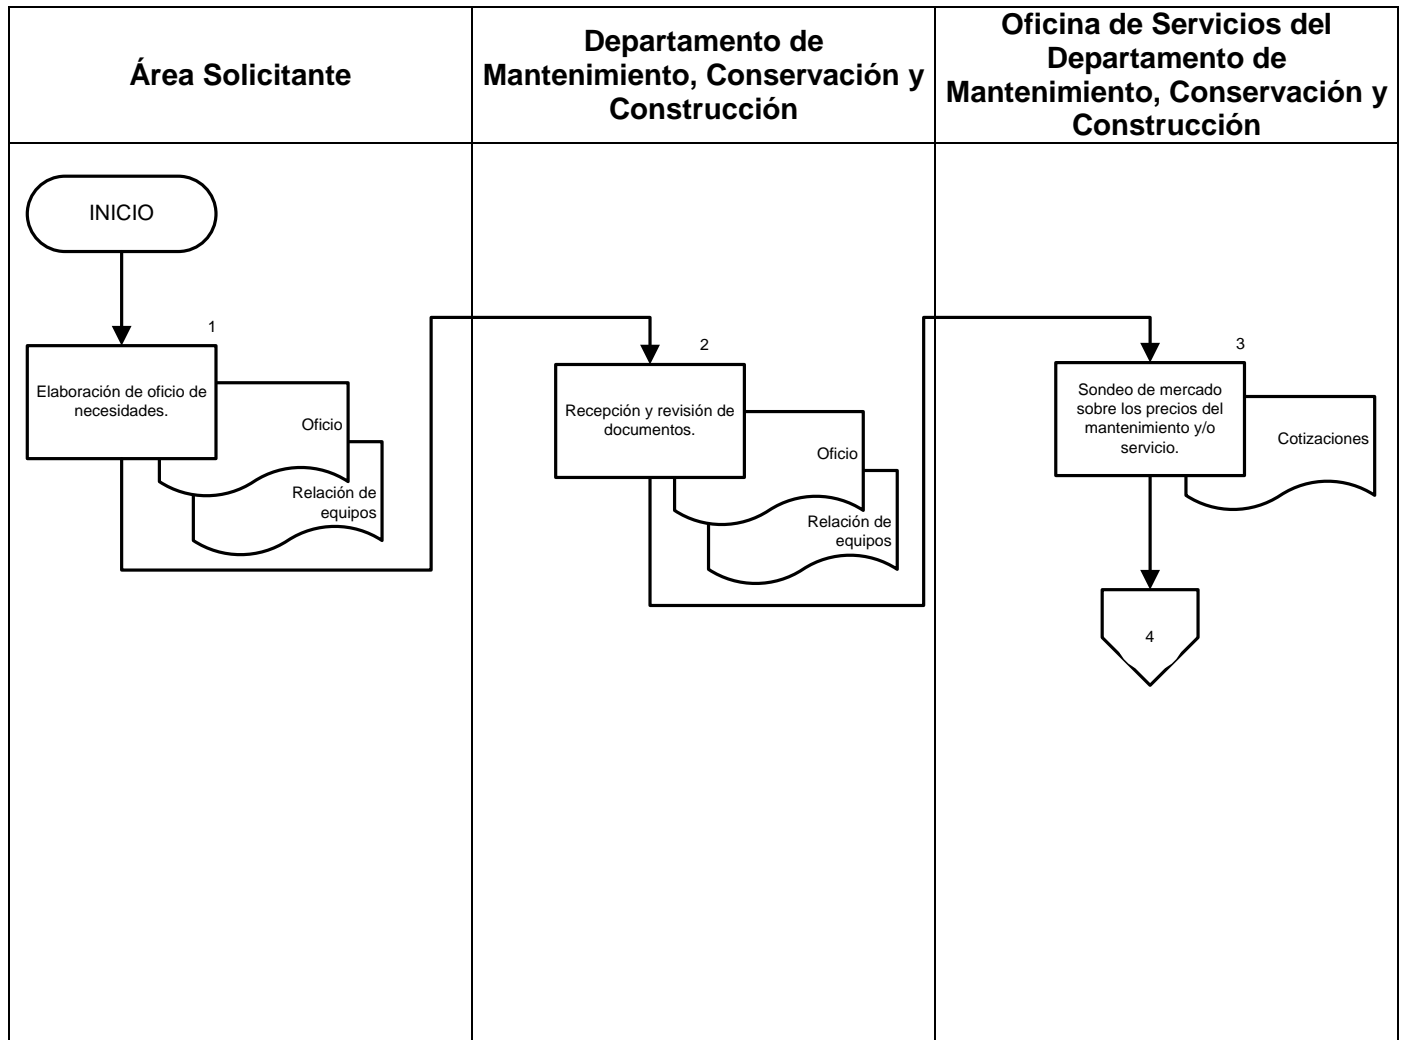 Área Solicitante
Departamento de
Mantenimiento, Conservación y
Construcción
Oficina de Servicios del
Departamento de
Mantenimiento, Conservación y
Construcción
INICIO
1
Elaboración de oficio de
necesidades.
Oficio
Relación de
equipos
2
Recepción y revisión de
documentos.
Oficio
Relación de
equipos
3
Sondeo de mercado
sobre los precios del
mantenimiento y/o
servicio.
Cotizaciones
4